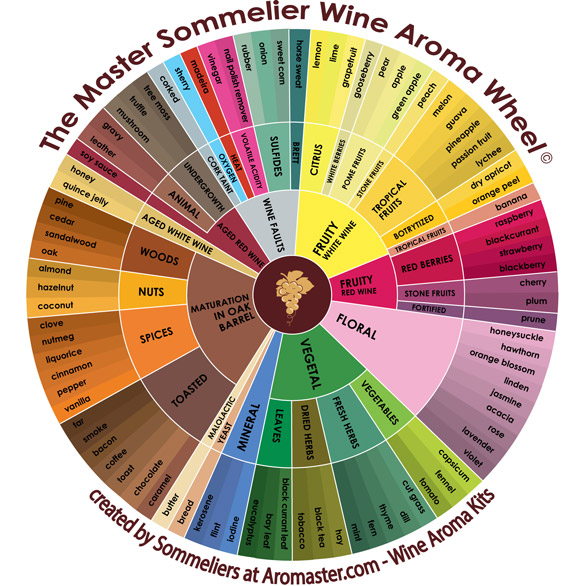 The Master Sommelier Wine Aroma Wheel©
FRUITY
WHITE WINE
CITRUS
lemon
lime
grapefruit
WHITE BERRIES
gooseberry
POME FRUITS
pear
apple
green apple
STONE FRUITS
peach
TROPICAL
FRUITS
melon
guava
pineapple
passion fruit
lychee
BOTRYTIZED
dry apricot
orange peel
FRUITY
RED WINE
TROPICAL FRUITS
banana
RED BERRIES
raspberry
blackcurrant
srawberry
blackberry
STONE FRUITS
cherry
plum
FORTIFIED
prune
FLORAL
honeysuckle
hawthorn
orange blossom
linden
jasmine
acacia
rose
lavender
violet
VEGETAL
VEGETABLES
capsicum
fennel
tomato
FRESH HERBS
cut grass
dill
thyme
fern
mint
DRIED HERBS
hay
black tea
tobacco
LEAVES
black currant leaf
bay leaf
eucalyptus
MINERAL
iodine
flint
kerosene
YEAST
bread
MALOLACTIC
butter
MATURATION
IN OAK
BARREL
TOASTED
caramel
chocolate
toast
coffee
bacon
smoke
tar
SPICES
vanilla
pepper
cinnamon
liquorice
nutmeg
clove
NUTS
coconut
hazelnut
almond
WOODS
oak
sandalwood
cedar
pine
AGED WHITE WINE
quince jelly
honey
AGED RED WINE
soy sauce
ANIMAL
leather
gravy
UNDERGROWTH
mushroom
truffle
tree moss
WINE FAULTS
CORK TAINT
corked
OXYGEN
sherry
HEAT
madeira
VOLATILE ACIDITY
vinegar
nail polish remover
SULFIDES
rubber
onion
sweet corn
BRETT
horse sweat
created by Sommeliers at Aromaster.com - Wine Aroma Kits